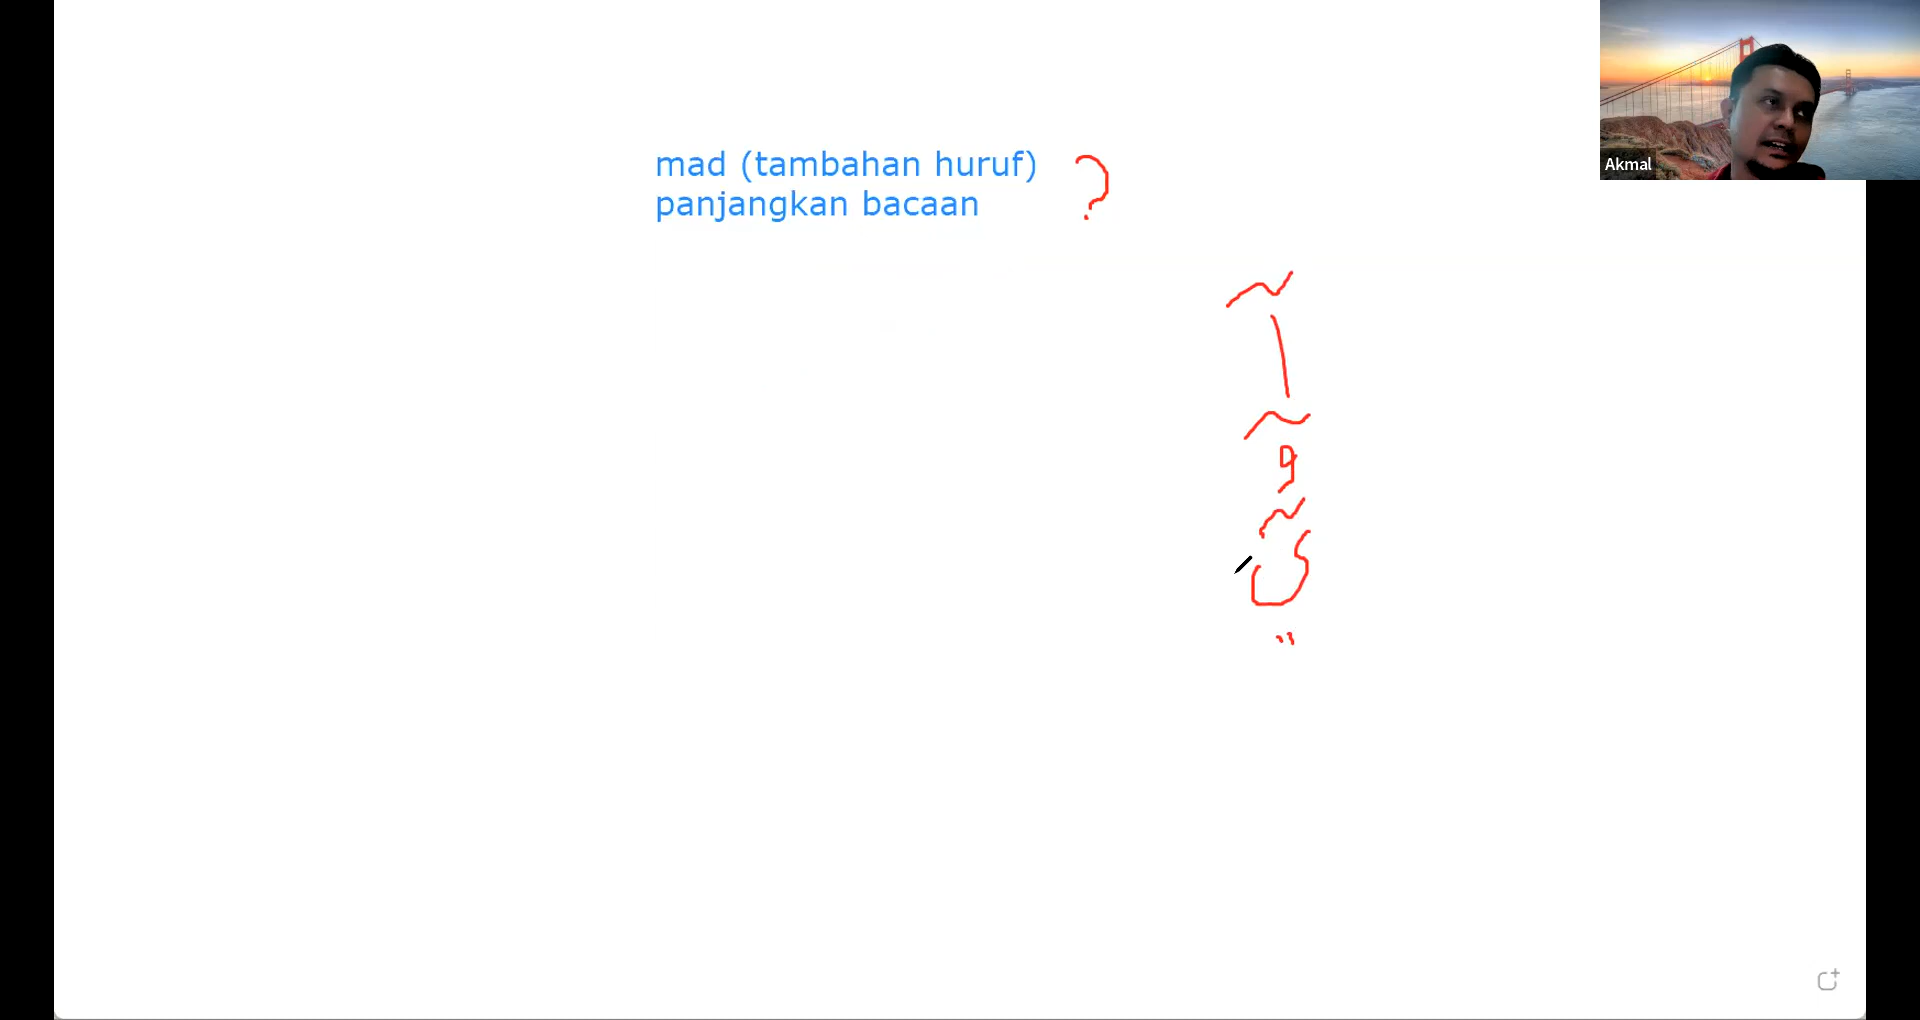 mad (tambahan huruf) ?
panjangkan bacaan
Akmal
~
ا
~
و
~
ي